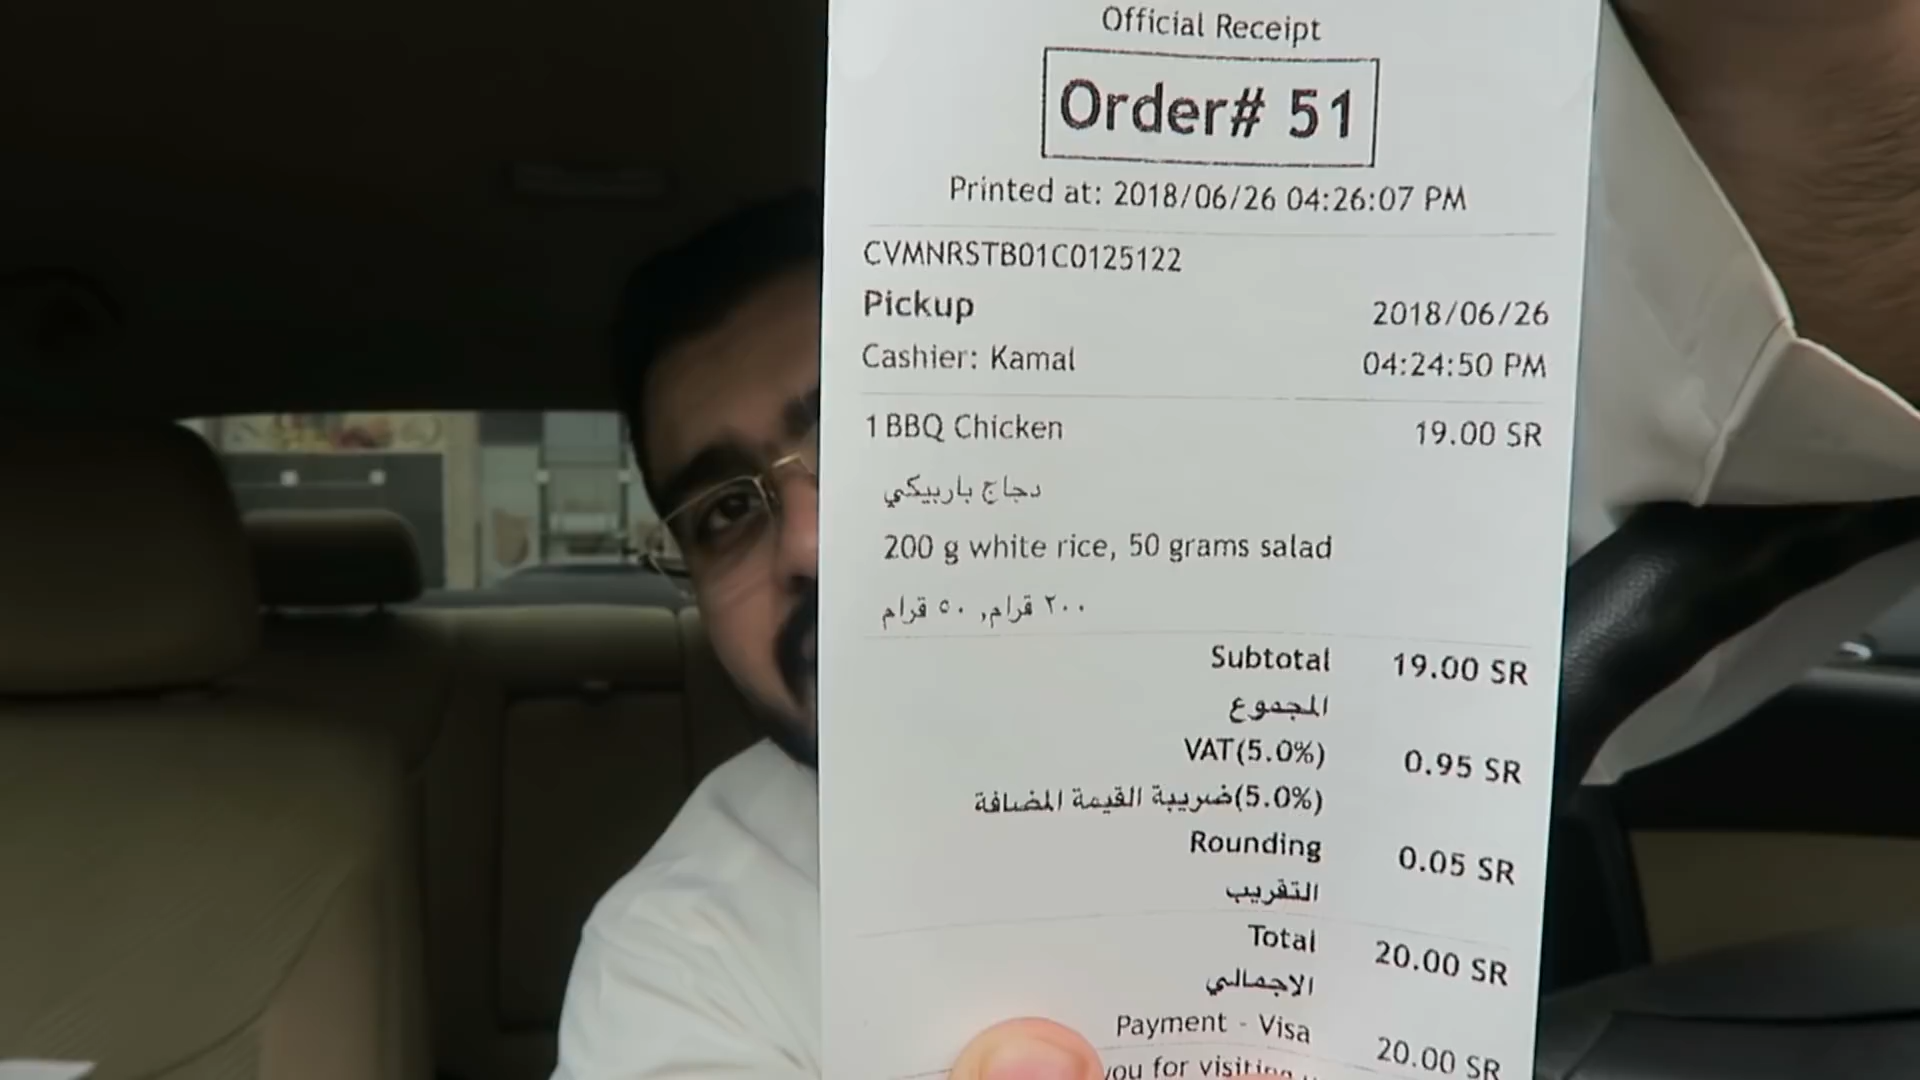 Official Receipt
Order# 51
Printed at: 2018/06/26 04:26:07 PM
CVMNRSTB01C0125122
Pickup 2018/06/26
Cashier: Kamal 04:24:50 PM
1 BBQ Chicken 19.00 SR
دجاج باربيكي
200 g white rice, 50 grams salad
٢٠٠ قرام, ٥٠ قرام
Subtotal 19.00 SR
المجموع
VAT(5.0%) 0.95 SR
ضريبة القيمة المضافة(5.0%)
Rounding 0.05 SR
التقريب
Total 20.00 SR
الاجمالي
Payment - Visa 20.00 SR
you for visiting